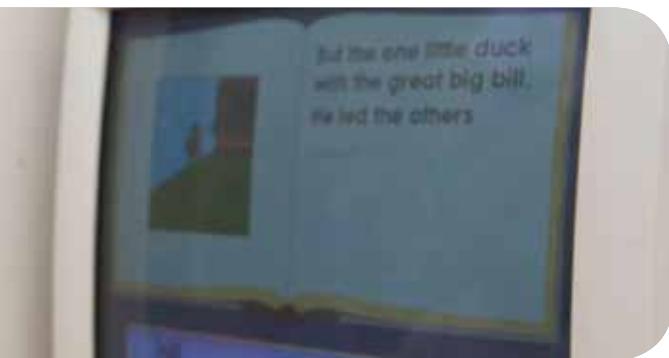 But the one little duck
with the great big bill,
He led the others